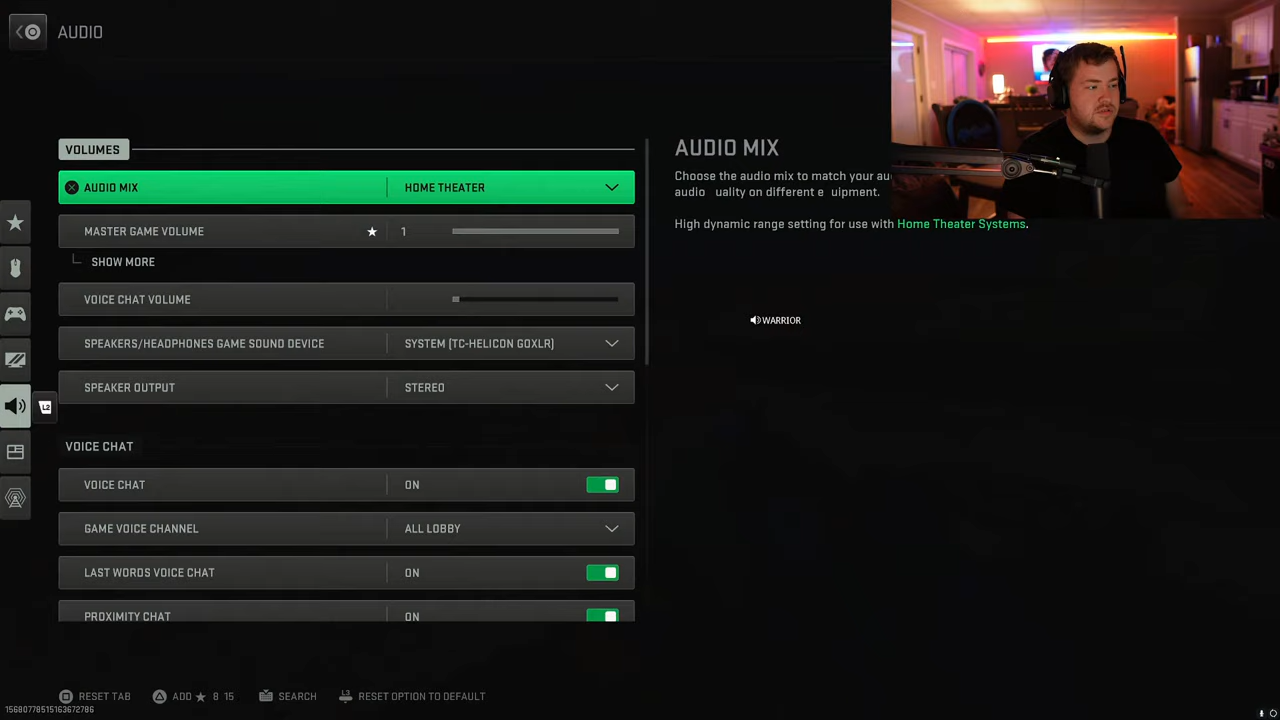 AUDIO
VOLUMES
AUDIO MIX HOME THEATER
MASTER GAME VOLUME 1
SHOW MORE
VOICE CHAT VOLUME
SPEAKERS/HEADPHONES GAME SOUND DEVICE SYSTEM [TC-HELICON GOXLR]
SPEAKER OUTPUT STEREO
VOICE CHAT
VOICE CHAT ON
GAME VOICE CHANNEL ALL LOBBY
LAST WORDS VOICE CHAT ON
PROXIMITY CHAT ON
L2
AUDIO MIX
Choose the audio mix to match your au
audio uality on different e uipment.
High dynamic range setting for use with Home Theater Systems.
WARRIOR
RESET TAB ADD 8 15 SEARCH L3 RESET OPTION TO DEFAULT
15680778515163672786